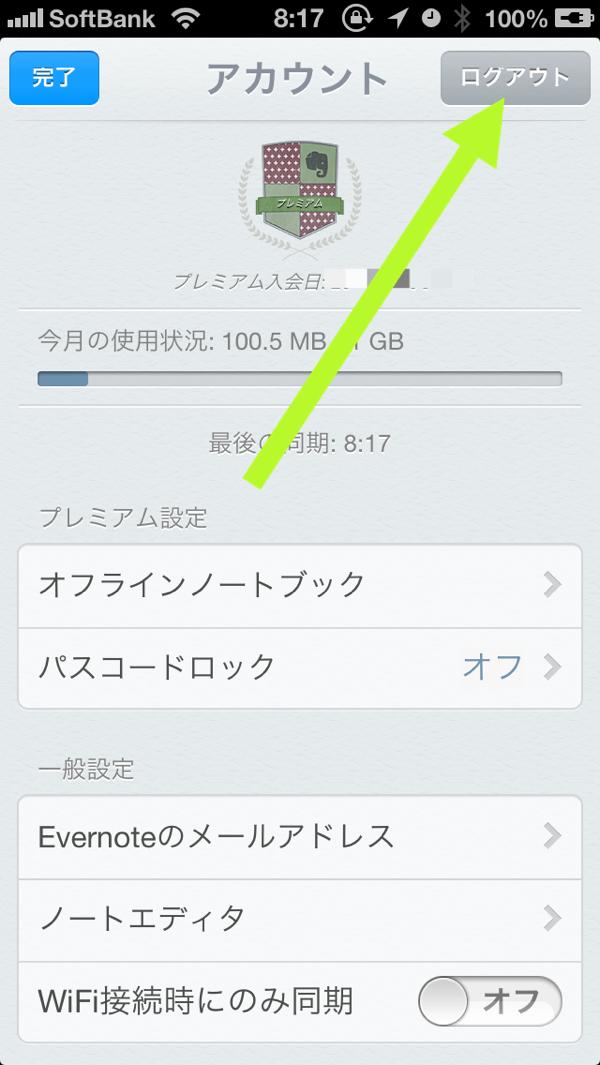 SoftBank 8:17 100%
完了 アカウント ログアウト
プレミアム
プレミアム入会日:
今月の使用状況: 100.5 MB GB
最後の同期: 8:17
プレミアム設定
オフラインノートブック
パスコードロック オフ
一般設定
Evernoteのメールアドレス
ノートエディタ
WiFi接続時にのみ同期 オフ